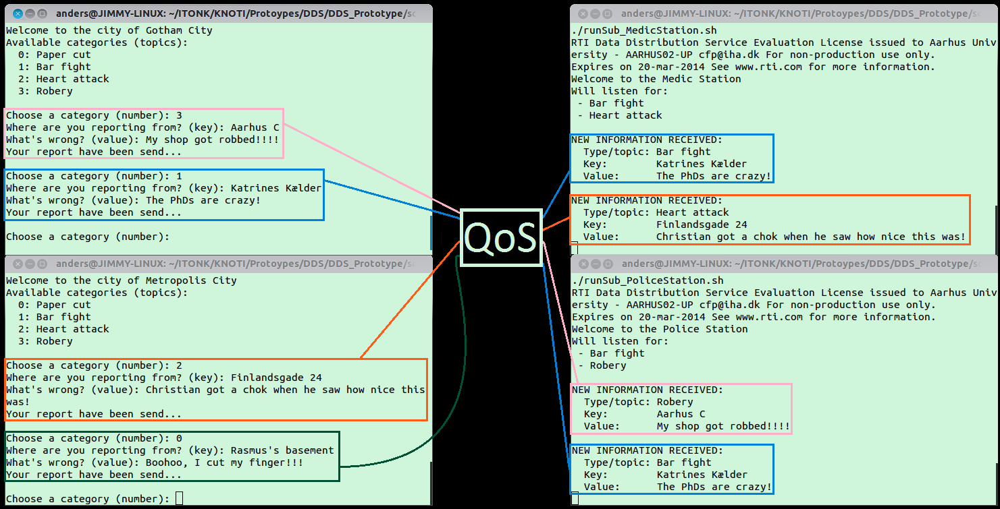 anders@JIMMY-LINUX: ~/ITONK/KNOTI/Protoypes/DDS/DDS_Prototype/sc
Welcome to the city of Gotham City
Available categories (topics):
0: Paper cut
1: Bar fight
2: Heart attack
3: Robery
Choose a category (number): 3
Where are you reporting from? (key): Aarhus C
What's wrong? (value): My shop got robbed!!!!
Your report have been send...
Choose a category (number): 1
Where are you reporting from? (key): Katrines Kælder
What's wrong? (value): The PhDs are crazy!
Your report have been send...
Choose a category (number):
anders@JIMMY-LINUX: ~/ITONK/KNOTI/Protoypes/DDS/DDS_Prototype/sc
Welcome to the city of Metropolis City
Available categories (topics):
0: Paper cut
1: Bar fight
2: Heart attack
3: Robery
Choose a category (number): 2
Where are you reporting from? (key): Finlandsgade 24
What's wrong? (value): Christian got a chok when he saw how nice this
was!
Your report have been send...
Choose a category (number): 0
Where are you reporting from? (key): Rasmus's basement
What's wrong? (value): Boohoo, I cut my finger!!!
Your report have been send...
Choose a category (number):
QoS
anders@JIMMY-LINUX: ~/ITONK/KNOTI/Protoypes/DDS/DDS_Prototype/sc
./runSub_MedicStation.sh
RTI Data Distribution Service Evaluation License issued to Aarhus Univ
ersity - AARHUS02-UP cfp@iha.dk For non-production use only.
Expires on 20-mar-2014 See www.rti.com for more information.
Welcome to the Medic Station
Will listen for:
- Bar fight
- Heart attack
NEW INFORMATION RECEIVED:
Type/topic: Bar fight
Key: Katrines Kælder
Value: The PhDs are crazy!
NEW INFORMATION RECEIVED:
Type/topic: Heart attack
Key: Finlandsgade 24
Value: Christian got a chok when he saw how nice this was!
anders@JIMMY-LINUX: ~/ITONK/KNOTI/Protoypes/DDS/DDS_Prototype/sc
./runSub_PoliceStation.sh
RTI Data Distribution Service Evaluation License issued to Aarhus Univ
ersity - AARHUS02-UP cfp@iha.dk For non-production use only.
Expires on 20-mar-2014 See www.rti.com for more information.
Welcome to the Police Station
Will listen for:
- Bar fight
- Robery
NEW INFORMATION RECEIVED:
Type/topic: Robery
Key: Aarhus C
Value: My shop got robbed!!!!
NEW INFORMATION RECEIVED:
Type/topic: Bar fight
Key: Katrines Kælder
Value: The PhDs are crazy!